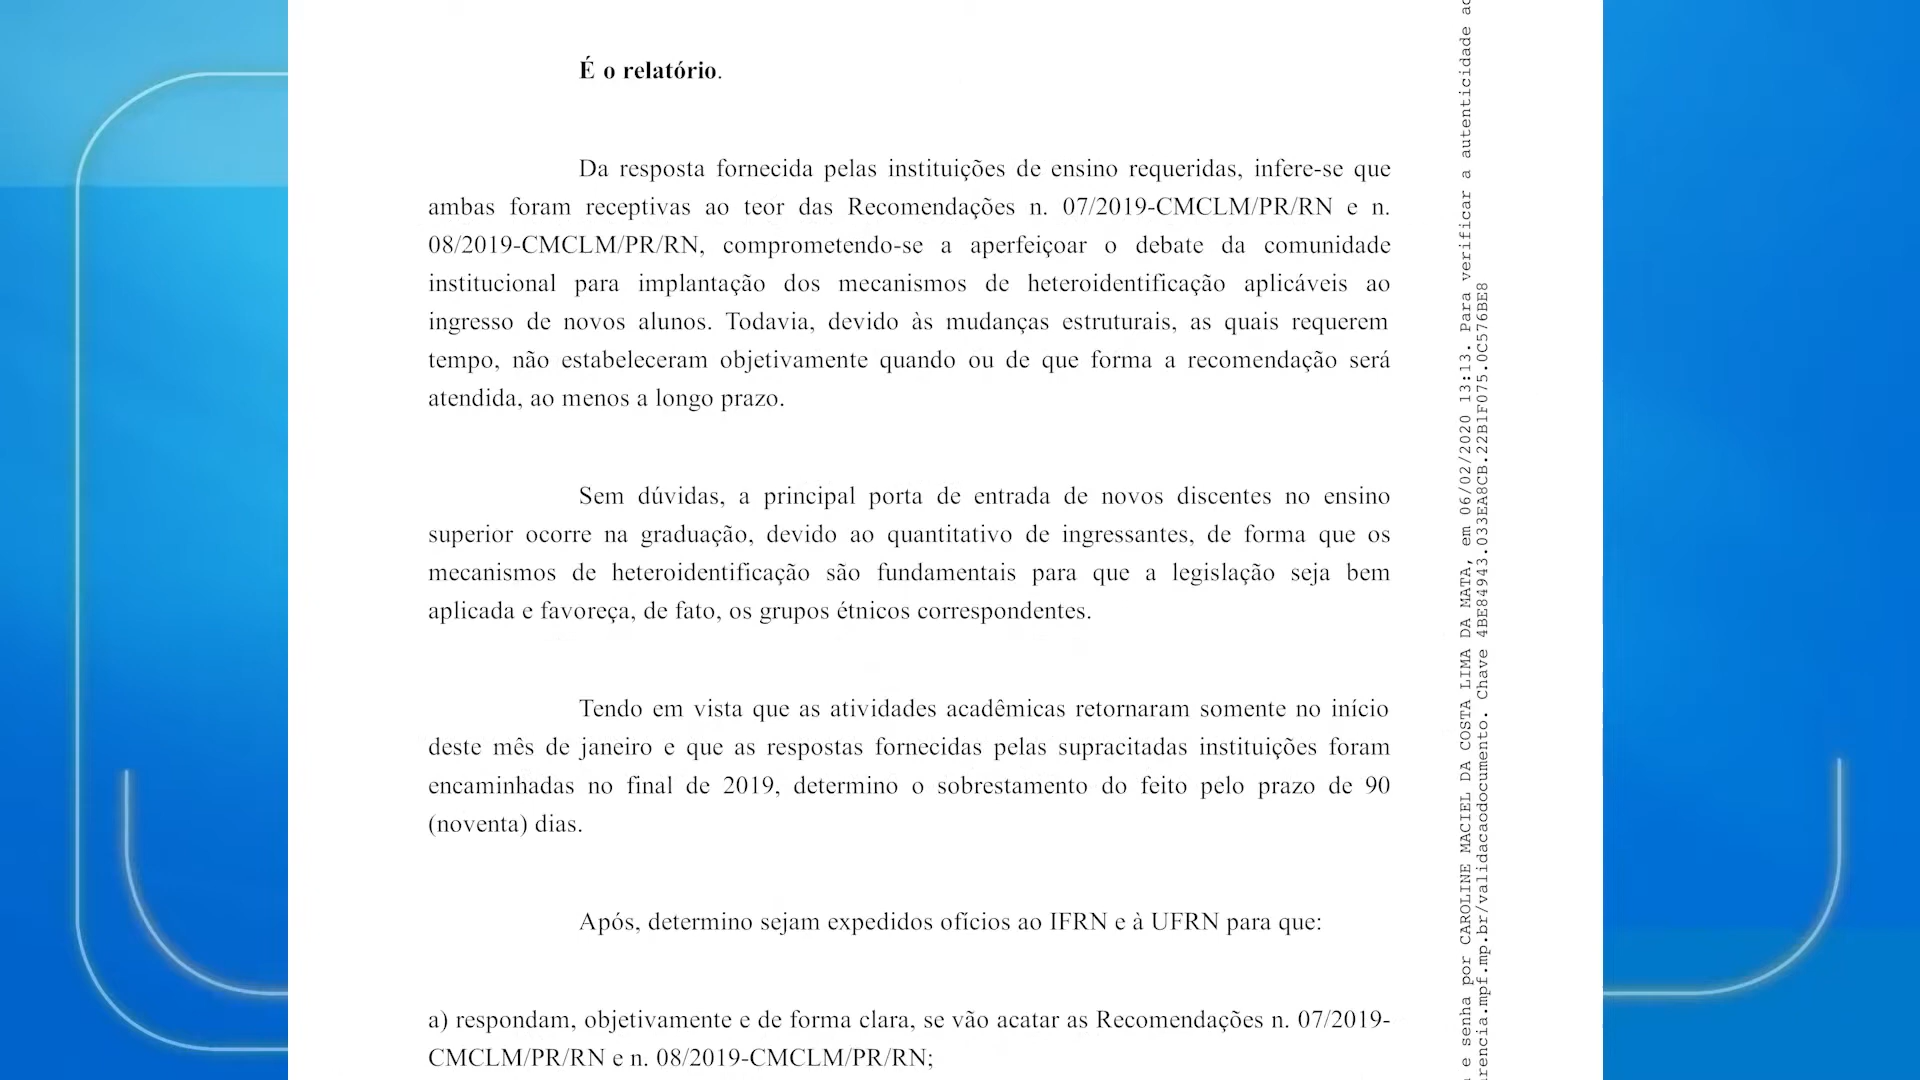 É o relatório.
Da resposta fornecida pelas instituições de ensino requeridas, infere-se que
ambas foram receptivas ao teor das Recomendações n. 07/2019-CMCLM/PR/RN e n.
08/2019-CMCLM/PR/RN, comprometendo-se a aperfeiçoar o debate da comunidade
institucional para implantação dos mecanismos de heteroidentificação aplicáveis ao
ingresso de novos alunos. Todavia, devido às mudanças estruturais, as quais requerem
tempo, não estabeleceram objetivamente quando ou de que forma a recomendação será
atendida, ao menos a longo prazo.
Sem dúvidas, a principal porta de entrada de novos discentes no ensino
superior ocorre na graduação, devido ao quantitativo de ingressantes, de forma que os
mecanismos de heteroidentificação são fundamentais para que a legislação seja bem
aplicada e favoreça, de fato, os grupos étnicos correspondentes.
Tendo em vista que as atividades acadêmicas retornaram somente no início
deste mês de janeiro e que as respostas fornecidas pelas supracitadas instituições foram
encaminhadas no final de 2019, determino o sobrestamento do feito pelo prazo de 90
(noventa) dias.
Após, determino sejam expedidos ofícios ao IFRN e à UFRN para que:
a) respondam, objetivamente e de forma clara, se vão acatar as Recomendações n. 07/2019-
CMCLM/PR/RN e n. 08/2019-CMCLM/PR/RN;
e senha por CAROLINE MACIEL DA COSTA LIMA DA MATA, em 06/02/2020 13:13. Para verificar a autenticidade
rencia.mpf.mp.br/validacaodocumento. Chave 4BE84943.033EA8CB.22B1F075.0C576BE8